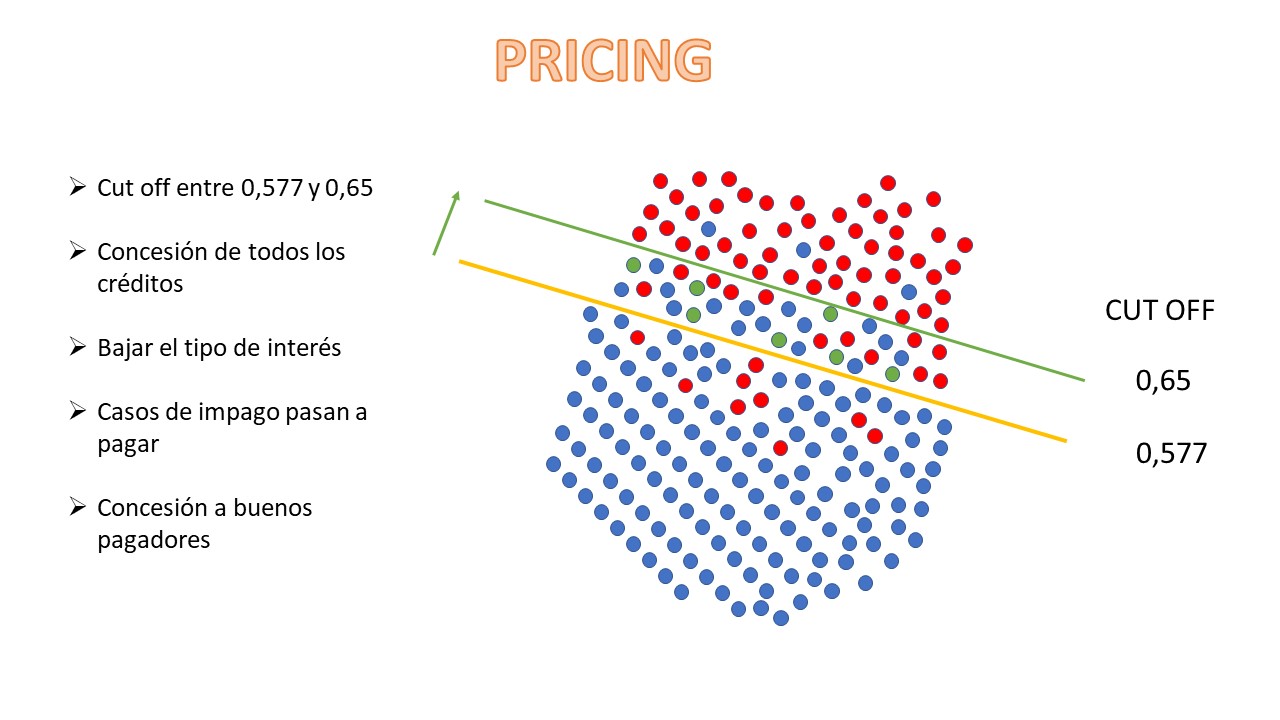 PRICING
Cut off entre 0,577 y 0,65
Concesión de todos los
créditos
Bajar el tipo de interés
Casos de impago pasan a
pagar
Concesión a buenos
pagadores
CUT OFF
0,65
0,577